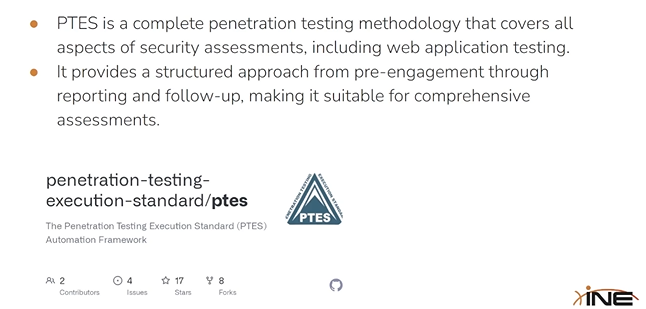 PTES is a complete penetration testing methodology that covers all
aspects of security assessments, including web application testing.
It provides a structured approach from pre-engagement through
reporting and follow-up, making it suitable for comprehensive
assessments.
penetration-testing-
execution-standard/ptes
The Penetration Testing Execution Standard (PTES)
Automation Framework
PENETRATION TESTING
EXECUTION STANDARD
PTES
2 4 17 8
Contributors Issues Stars Forks
INE